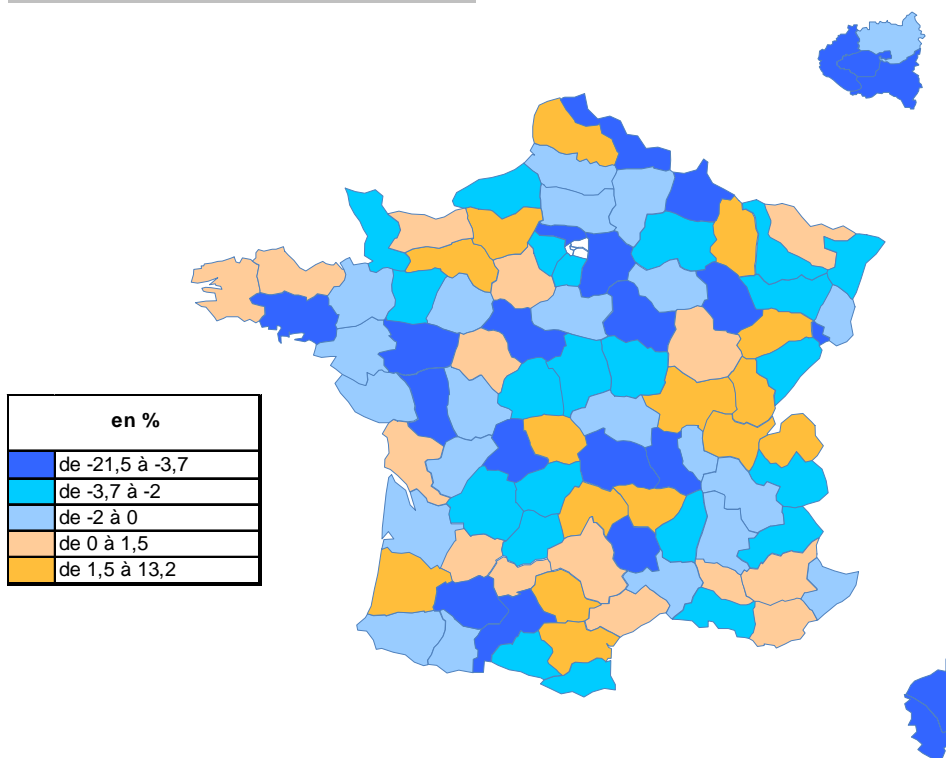 en %
de -21,5 à -3,7
de -3,7 à -2
de -2 à 0
de 0 à 1,5
de 1,5 à 13,2